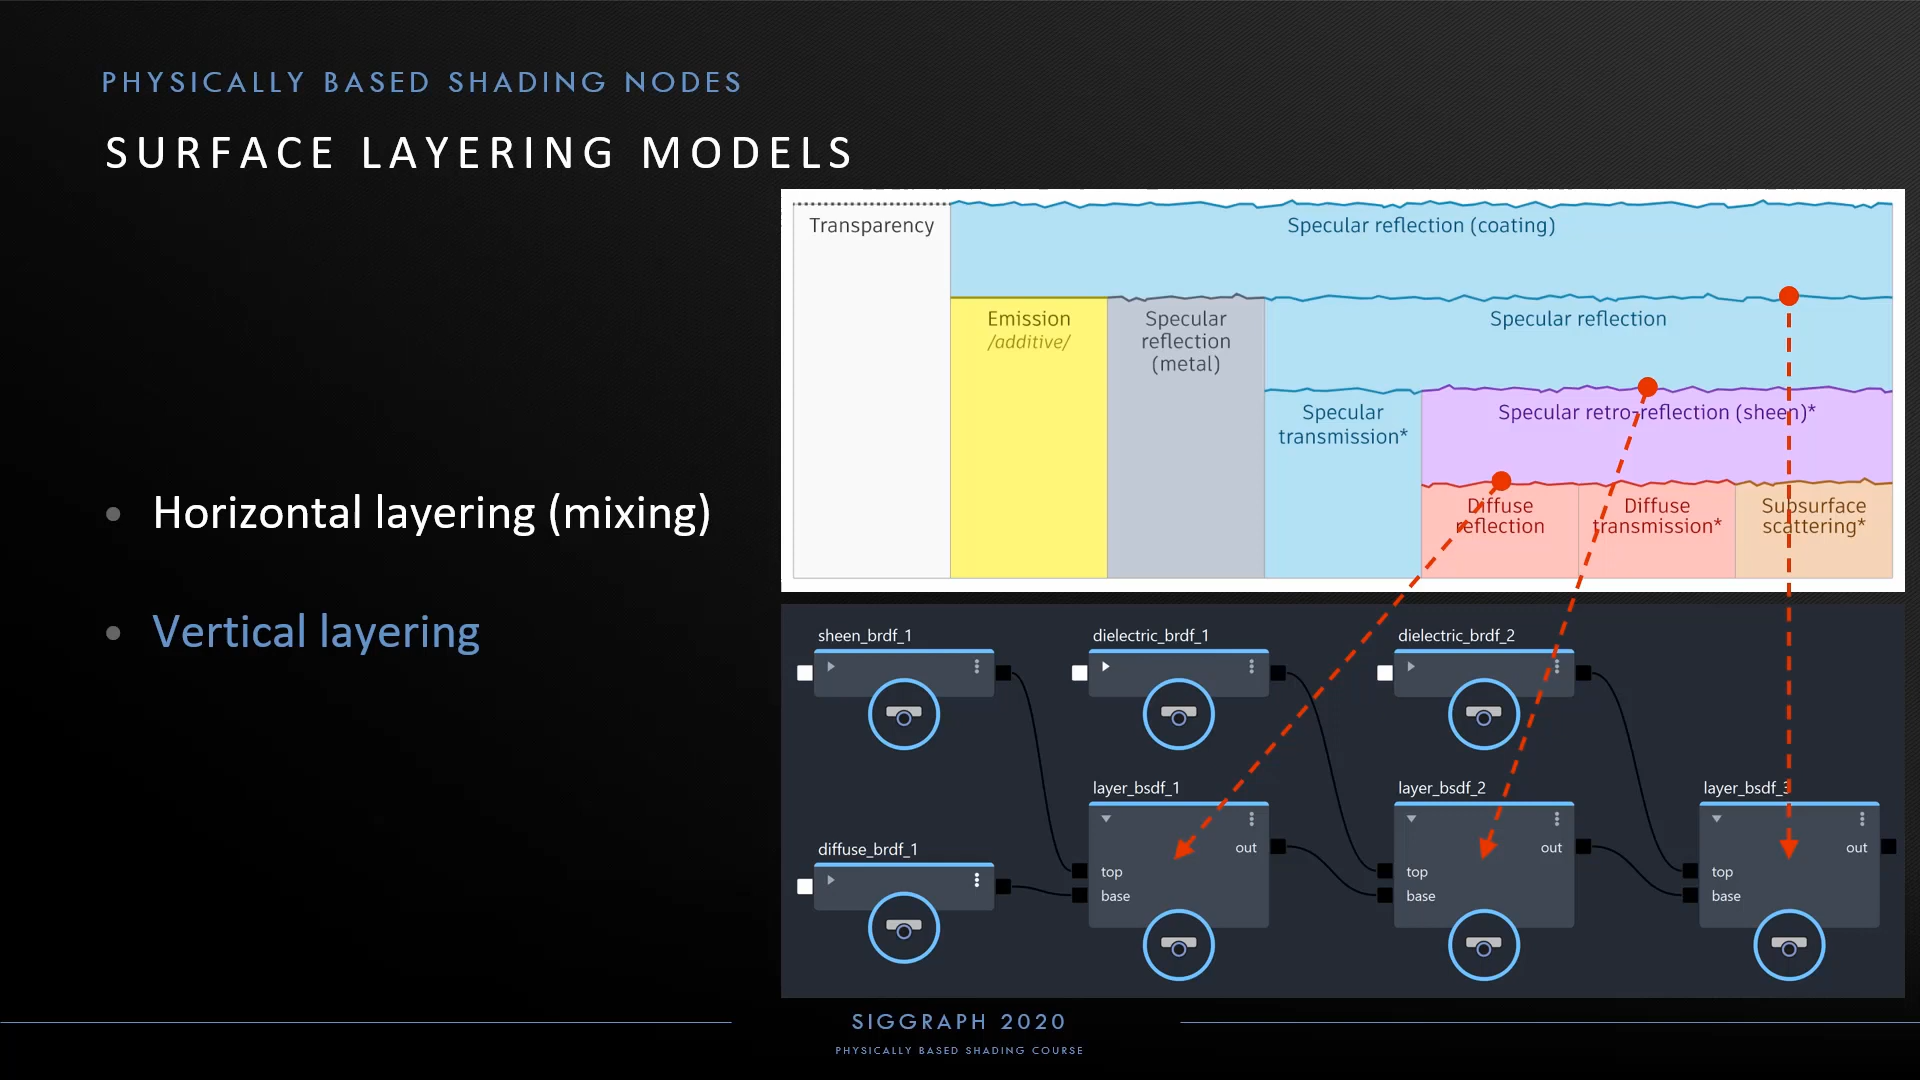 PHYSICALLY BASED SHADING NODES
SURFACE LAYERING MODELS
• Horizontal layering (mixing)
• Vertical layering
Transparency
Specular reflection (coating)
Emission
/additive/
Specular
reflection
(metal)
Specular reflection
Specular
transmission*
Specular retro-reflection (sheen)*
Diffuse
reflection
Diffuse
transmission*
Subsurface
scattering*
sheen_brdf_1
dielectric_brdf_1
dielectric_brdf_2
diffuse_brdf_1
layer_bsdf_1
out
top
base
layer_bsdf_2
out
top
base
layer_bsdf_3
out
top
base
SIGGRAPH 2020
PHYSICALLY BASED SHADING COURSE